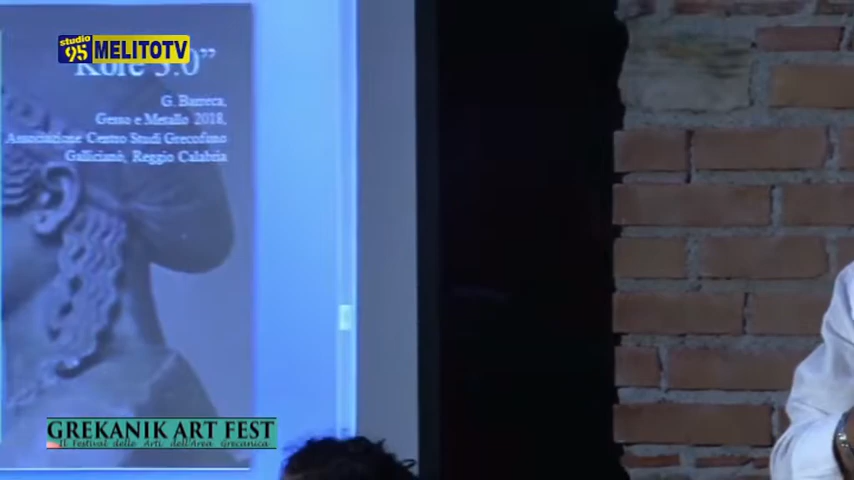 studio
95 MELITOTV
Kore 3.0”
G. Barreca,
Gesso e Metallo 2018,
Associazione Centro Studi Grecofono
Gallicianò, Reggio Calabria
GREKANIK ART FEST
Il Festival delle Arti dell'Area Grecanica